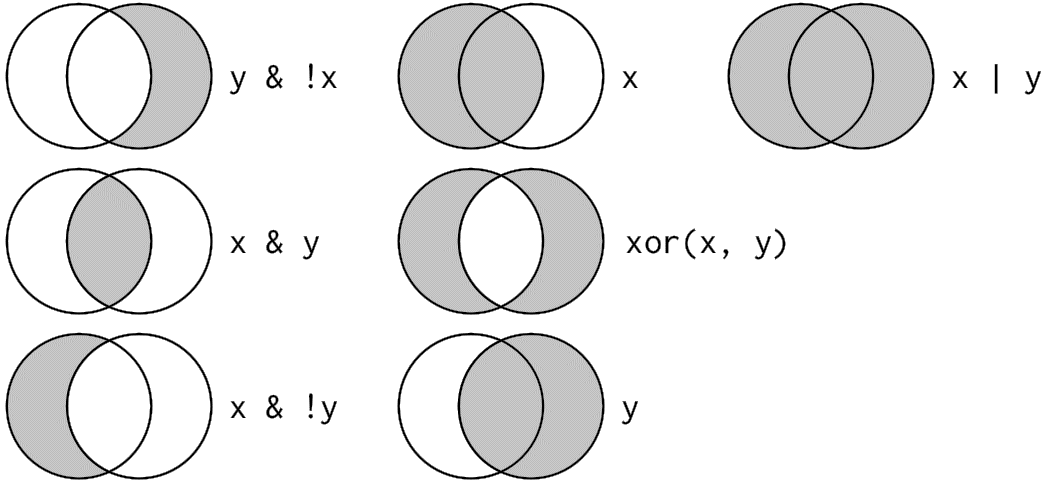 y & !x
x
x | y
x & y
xor(x, y)
x & !y
y